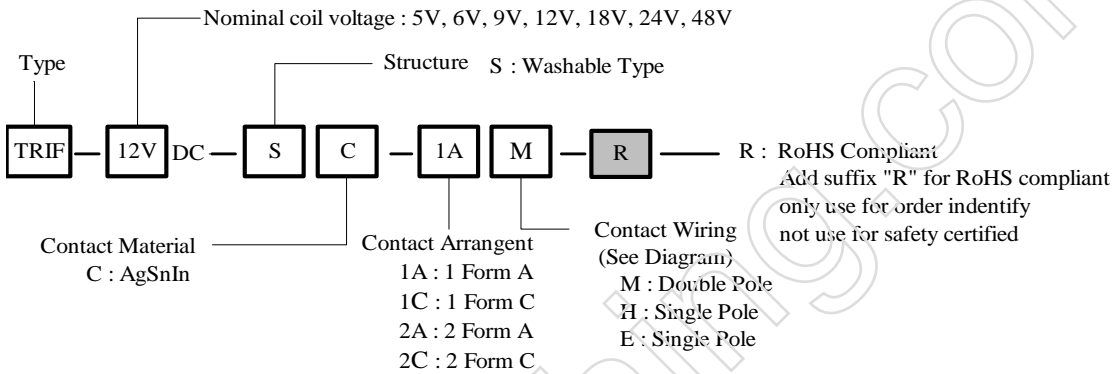 Nominal coil voltage : 5V, 6V, 9V, 12V, 18V, 24V, 48V
Type
Structure S : Washable Type
TRIF 12V DC S C 1A M R
R : RoHS Compliant
Add suffix "R" for RoHS compliant
only use for order indentify
not use for safety certified
Contact Material
C : AgSnIn
Contact Arrangent
1A : 1 Form A
1C : 1 Form C
2A : 2 Form A
2C : 2 Form C
Contact Wiring
(See Diagram)
M : Double Pole
H : Single Pole
E : Single Pole